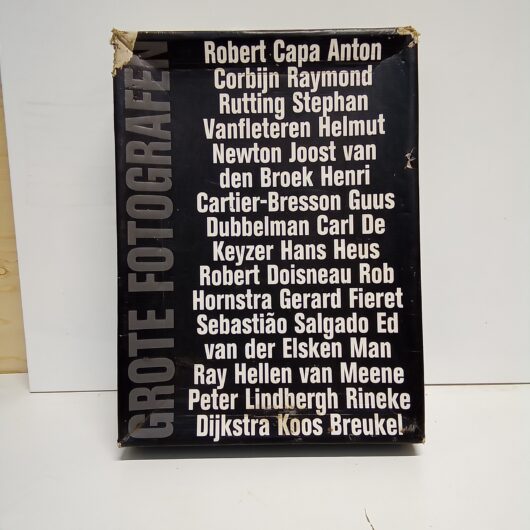 GROTE FOTOGRAFEN
Robert Capa Anton
Corbijn Raymond
Rutting Stephan
Vanfleteren Helmut
Newton Joost van
den Broek Henri
Cartier-Bresson Guus
Dubbelman Carl De
Keyzer Hans Heus
Robert Doisneau Rob
Hornstra Gerard Fieret
Sebastião Salgado Ed
van der Elsken Man
Ray Hellen van Meene
Peter Lindbergh Rineke
Dijkstra Koos Breukel